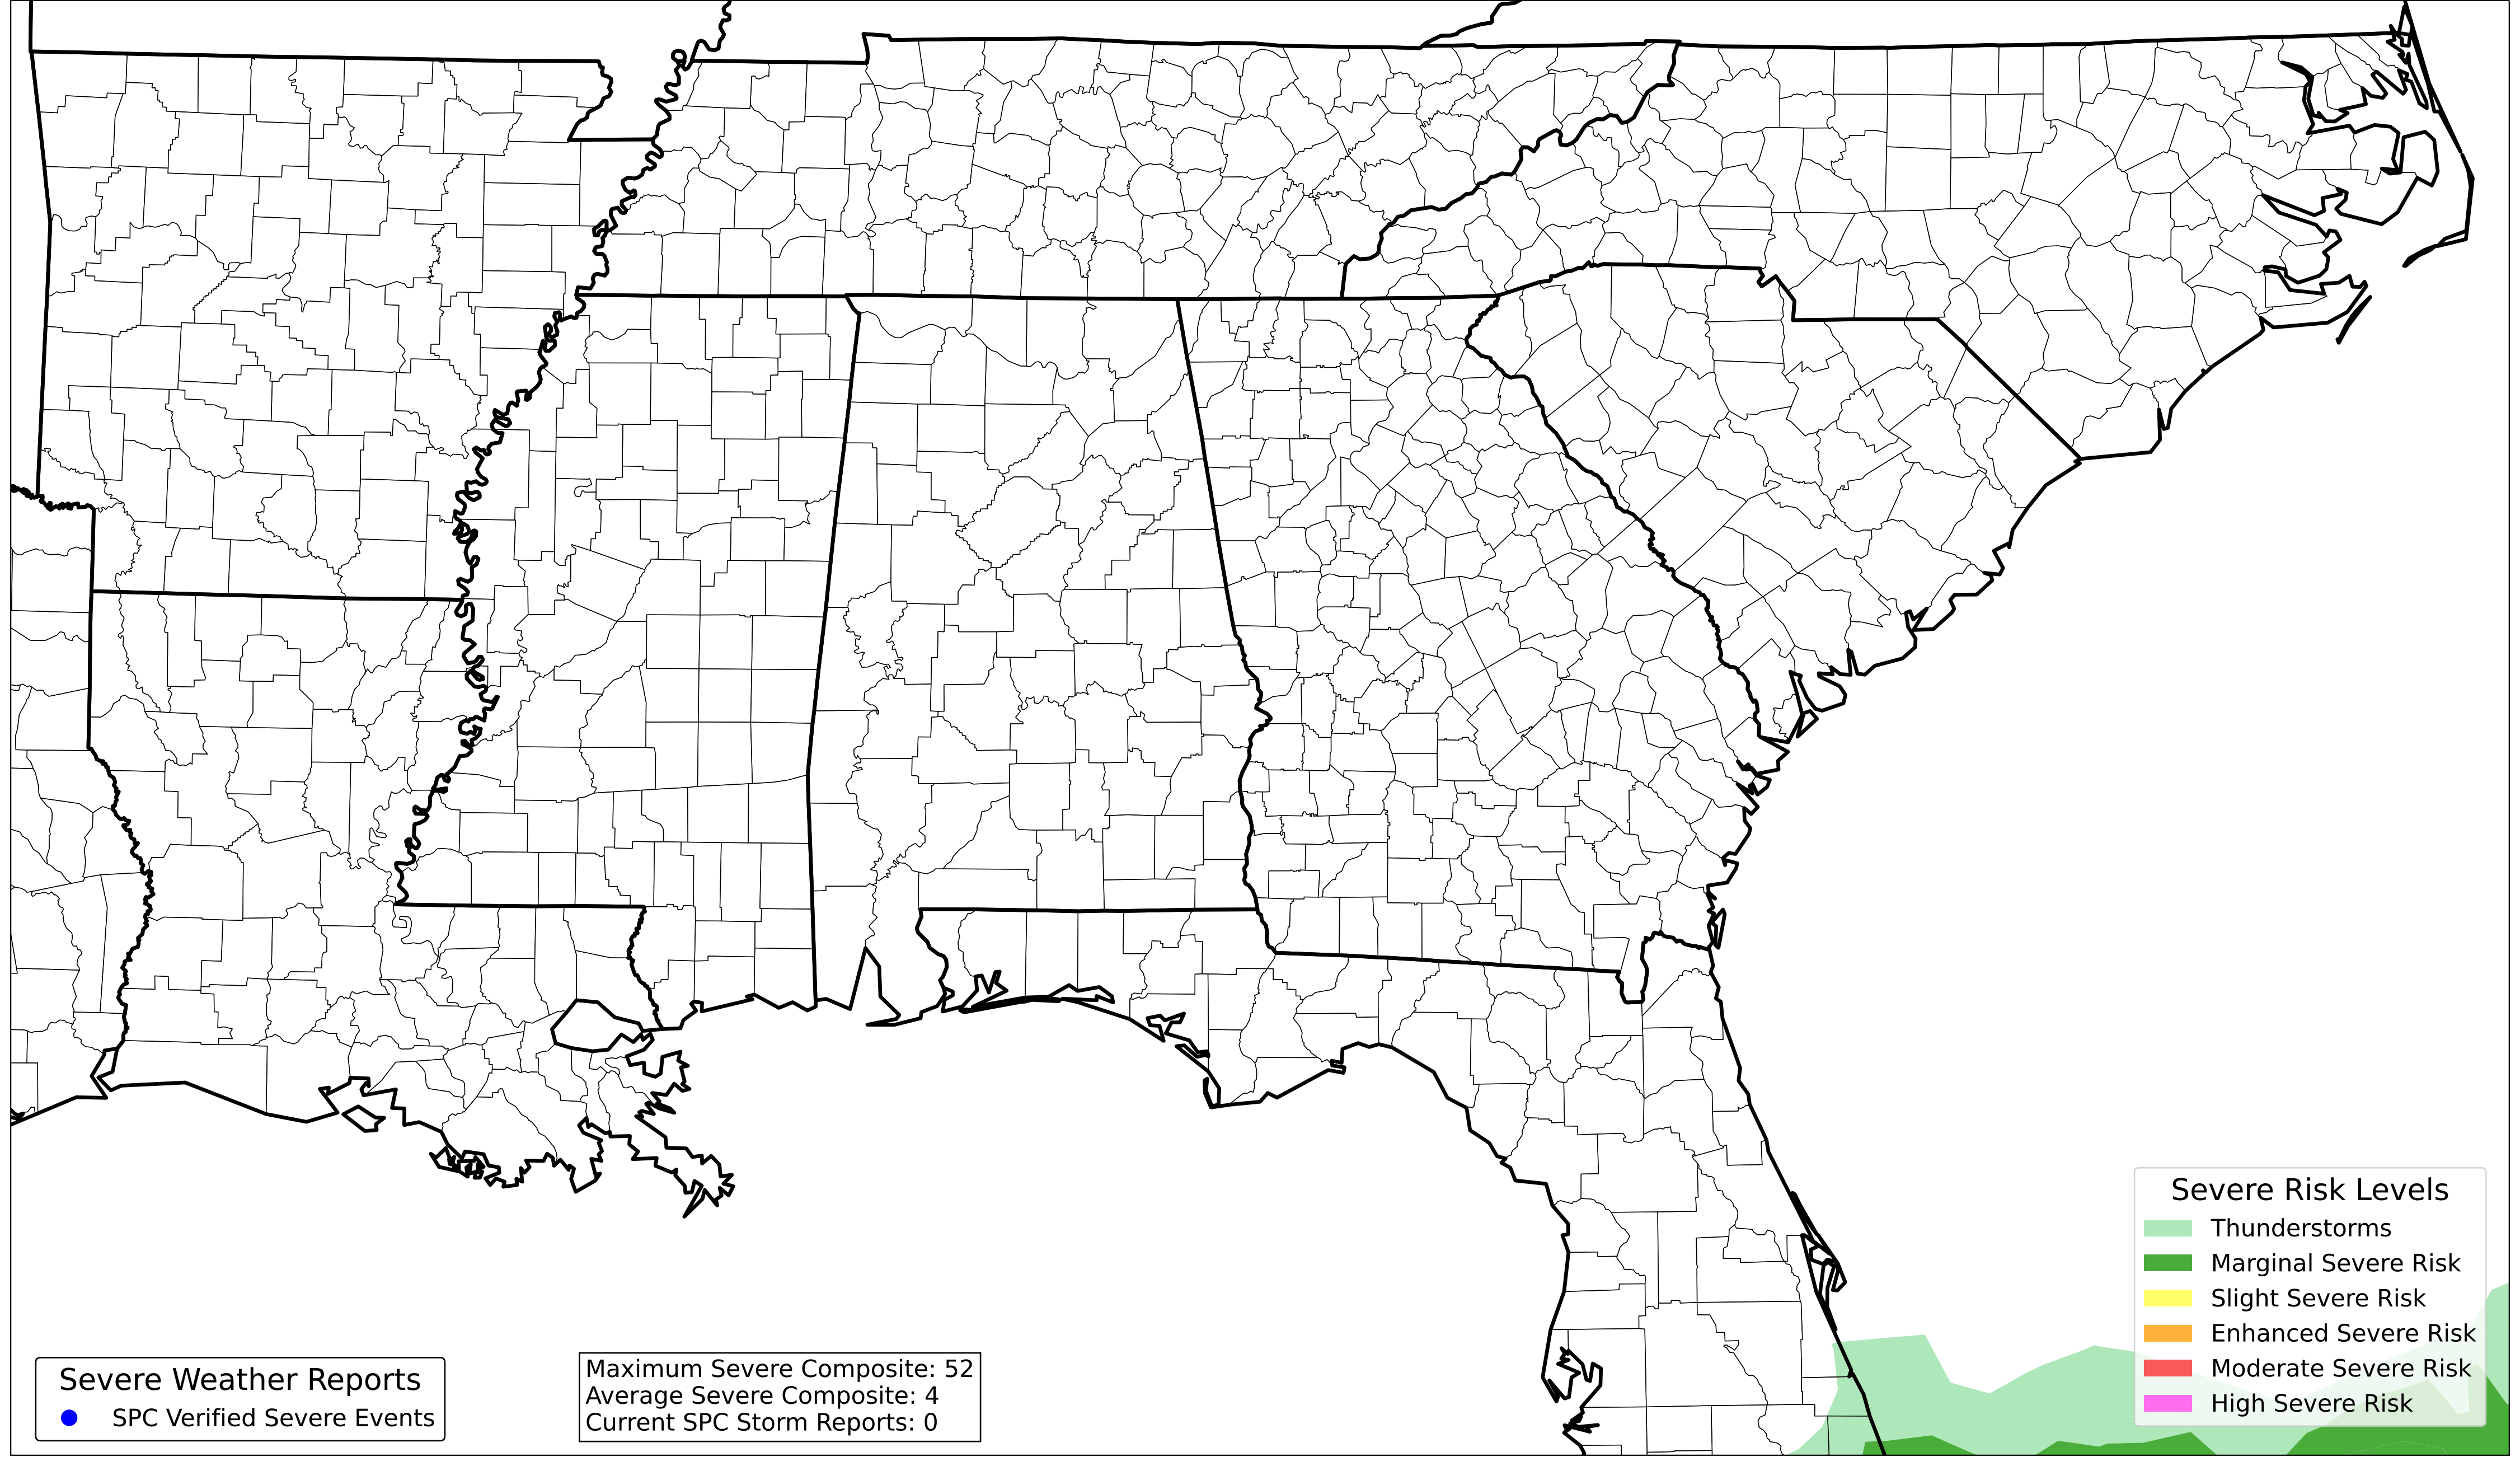 Severe Weather Reports
SPC Verified Severe Events
Maximum Severe Composite: 52
Average Severe Composite: 4
Current SPC Storm Reports: 0
Severe Risk Levels
Thunderstorms
Marginal Severe Risk
Slight Severe Risk
Enhanced Severe Risk
Moderate Severe Risk
High Severe Risk